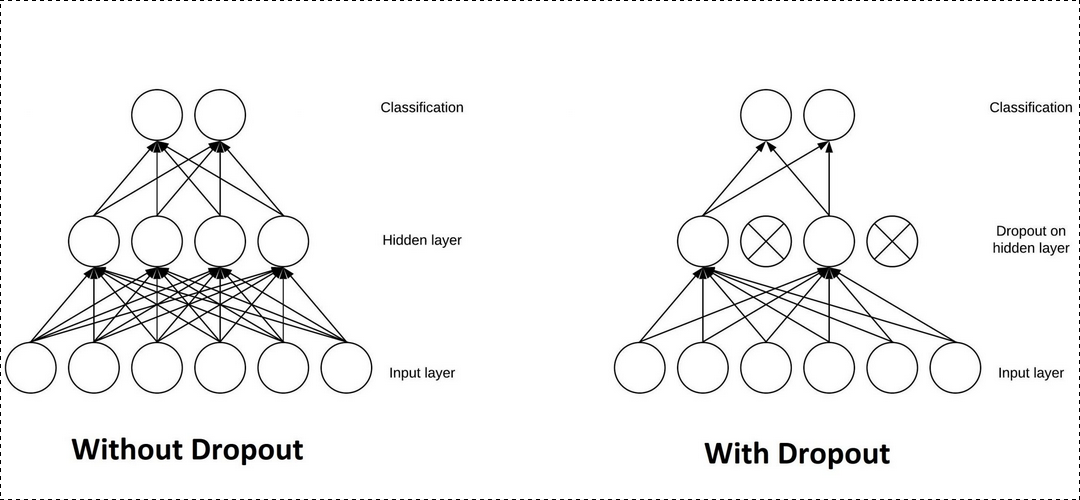 Classification
Hidden layer
Input layer
Without Dropout
Classification
Dropout on
hidden layer
Input layer
With Dropout